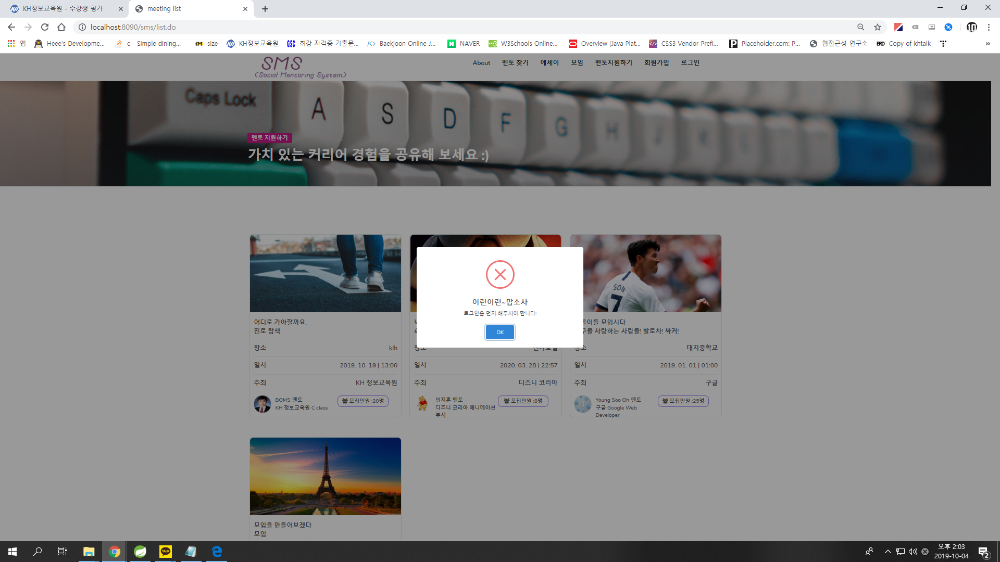 KH정보교육원 - 수강생 평가
meeting list
localhost:8090/sms/list.do
앱
Heee's Developme...
c - Simple dining...
size
KH정보교육원
최강 자격증 기출문...
Baekjoon Online J...
NAVER
W3Schools Online...
Overview (Java Plat...
CSS3 Vendor Prefi...
Placeholder.com: P...
웹접근성 연구소
ERD Copy of khtalk
SMS
(Social Mentoring System)
About 멘토 찾기 에세이 모임 멘토지원하기 회원가입 로그인
Caps Lock A S D F G H J K
멘토 지원하기
가치 있는 커리어 경험을 공유해 보세요 :)
이런이런~맙소사
로그인을 먼저 해주셔야 합니다!
OK
어디로 가야할까요.
진로 탐색
장소 klh
일시 2019. 10. 19 | 13:00
주최 KH 정보교육원
BOMS 멘토
KH 정보교육원 C class
모집인원 :20명
일시 2020. 03. 28 | 22:57
주최 디즈니 코리아
엄지훈 멘토
디즈니 코리아 애니메이션
부서
모집인원 :8명
SON
7
돌이들 모입시다
구를 사랑하는 사람들! 발로차! 싸커!
장소 대치중학교
일시 2019. 01. 01 | 01:00
주최 구글
Young Soo Oh 멘토
구글 Google Web
Developer
모집인원 :25명
모임을 만들어보겠다
모임
TALK
오후 2:03
2019-10-04
2